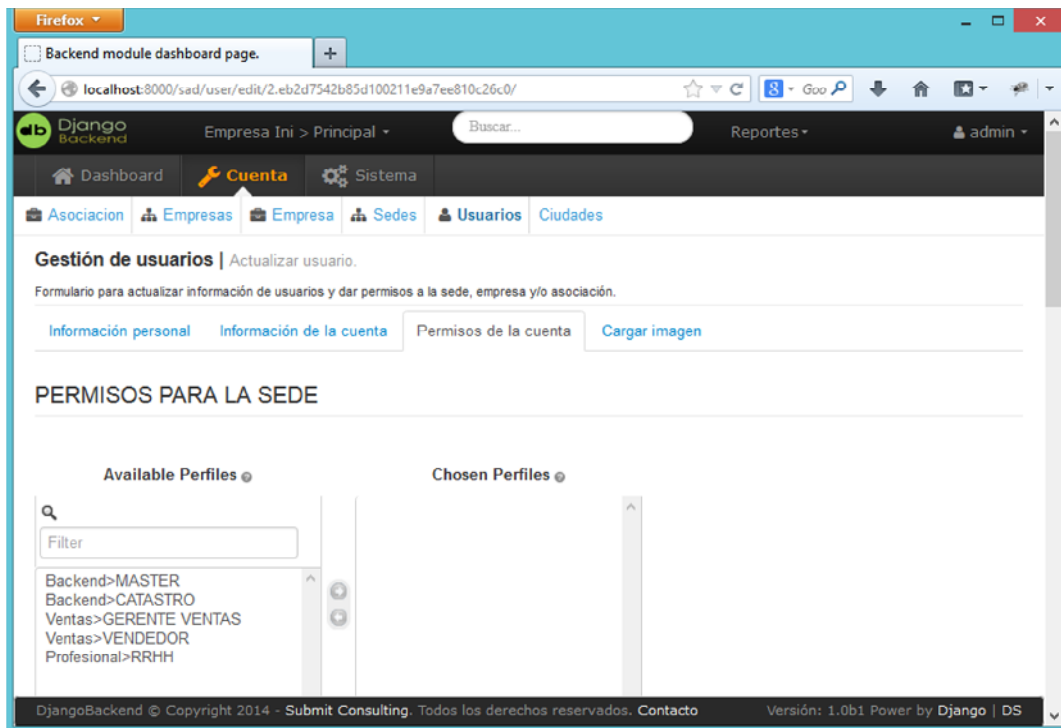 Firefox
Backend module dashboard page.
localhost:8000/sad/user/edit/2.eb2d7542b85d100211e9a7ee810c26c0/
8 Goo
db Django Backend Empresa Ini > Principal Buscar... Reportes admin
Dashboard Cuenta Sistema
Asociacion Empresas Empresa Sedes Usuarios Ciudades
Gestión de usuarios | Actualizar usuario.
Formulario para actualizar información de usuarios y dar permisos a la sede, empresa y/o asociación.
Información personal Información de la cuenta Permisos de la cuenta Cargar imagen
PERMISOS PARA LA SEDE
Available Perfiles Chosen Perfiles
Filter
Backend>MASTER
Backend>CATASTRO
Ventas>GERENTE VENTAS
Ventas>VENDEDOR
Profesional>RRHH
DjangoBackend © Copyright 2014 - Submit Consulting. Todos los derechos reservados. Contacto Versión: 1.0b1 Power by Django | DS